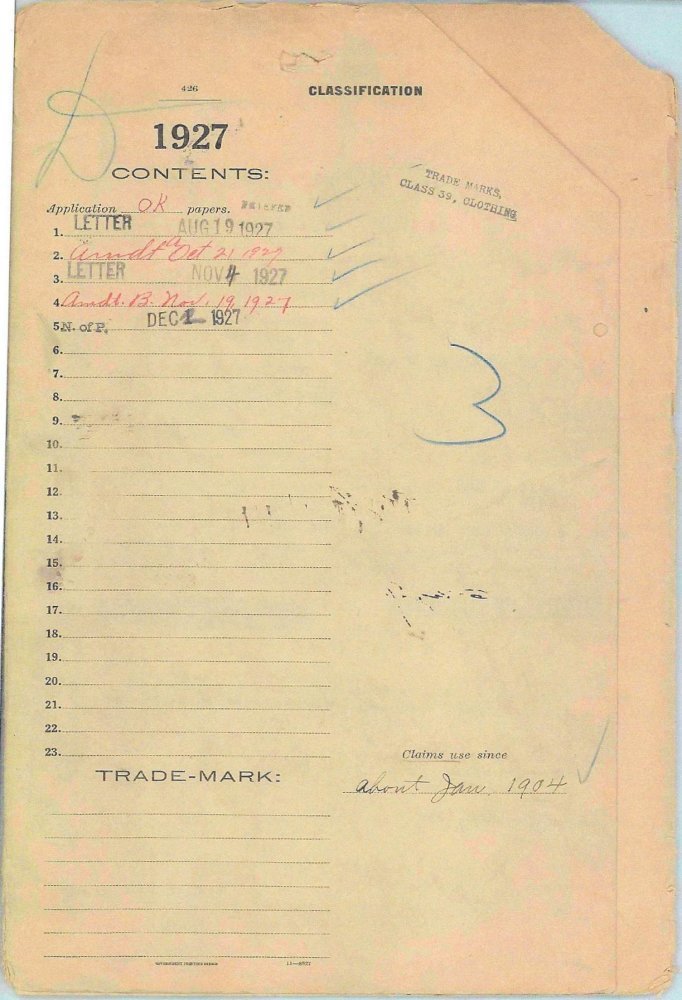 426
CLASSIFICATION
1927
CONTENTS:
TRADE MARKS,
CLASS 39, CLOTHING
Application OK papers.
1. LETTER AUG 19 1927
2. Amdt a Oct 21 1927
3. LETTER NOV 4 1927
4. Amdt. B. Nov. 19, 1927
5. N. of P. DEC 1927
3
6.
7.
8.
9.
10.
11.
12.
13.
14.
15.
16.
17.
18.
19.
20.
21.
22.
23.
Claims use since
about Jan. 1904
TRADE-MARK:
GOVERNMENT PRINTING OFFICE